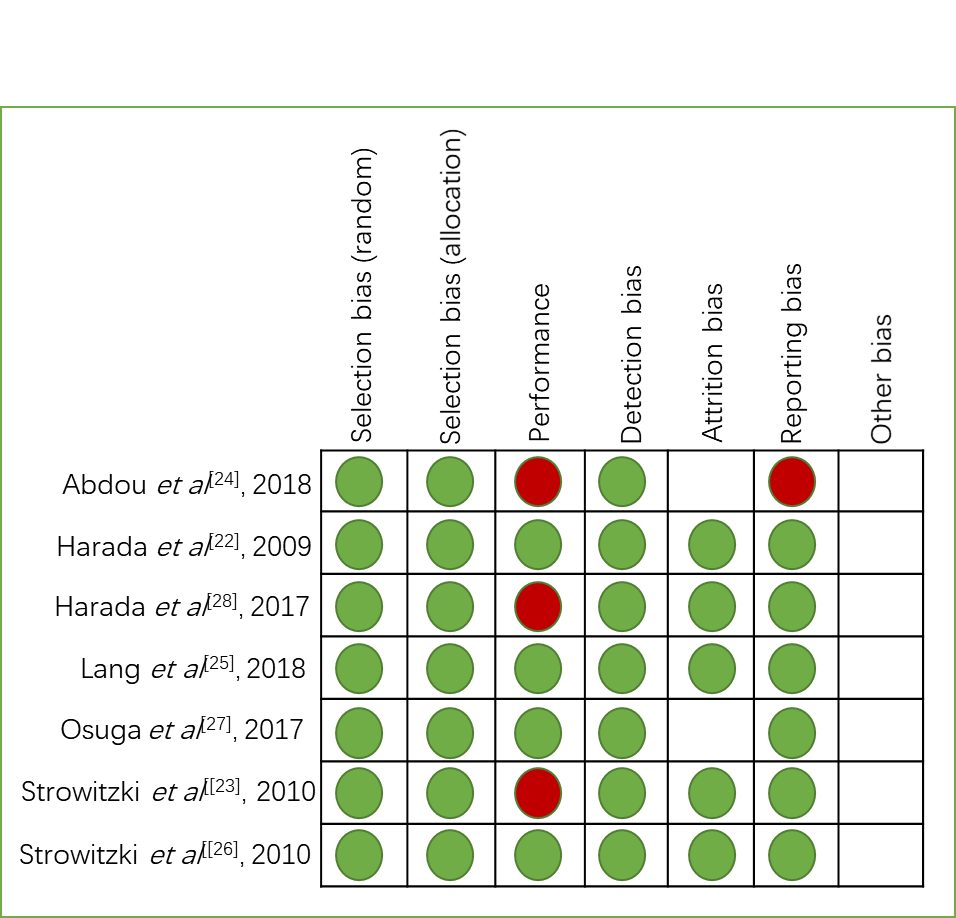 Selection bias (random)
Selection bias (allocation)
Performance
Detection bias
Attrition bias
Reporting bias
Other bias
Abdou et al[24], 2018
Harada et al[22], 2009
Harada et al[28], 2017
Lang et al[25], 2018
Osuga et al[27], 2017
Strowitzki et al[[23], 2010
Strowitzki et al[[26], 2010